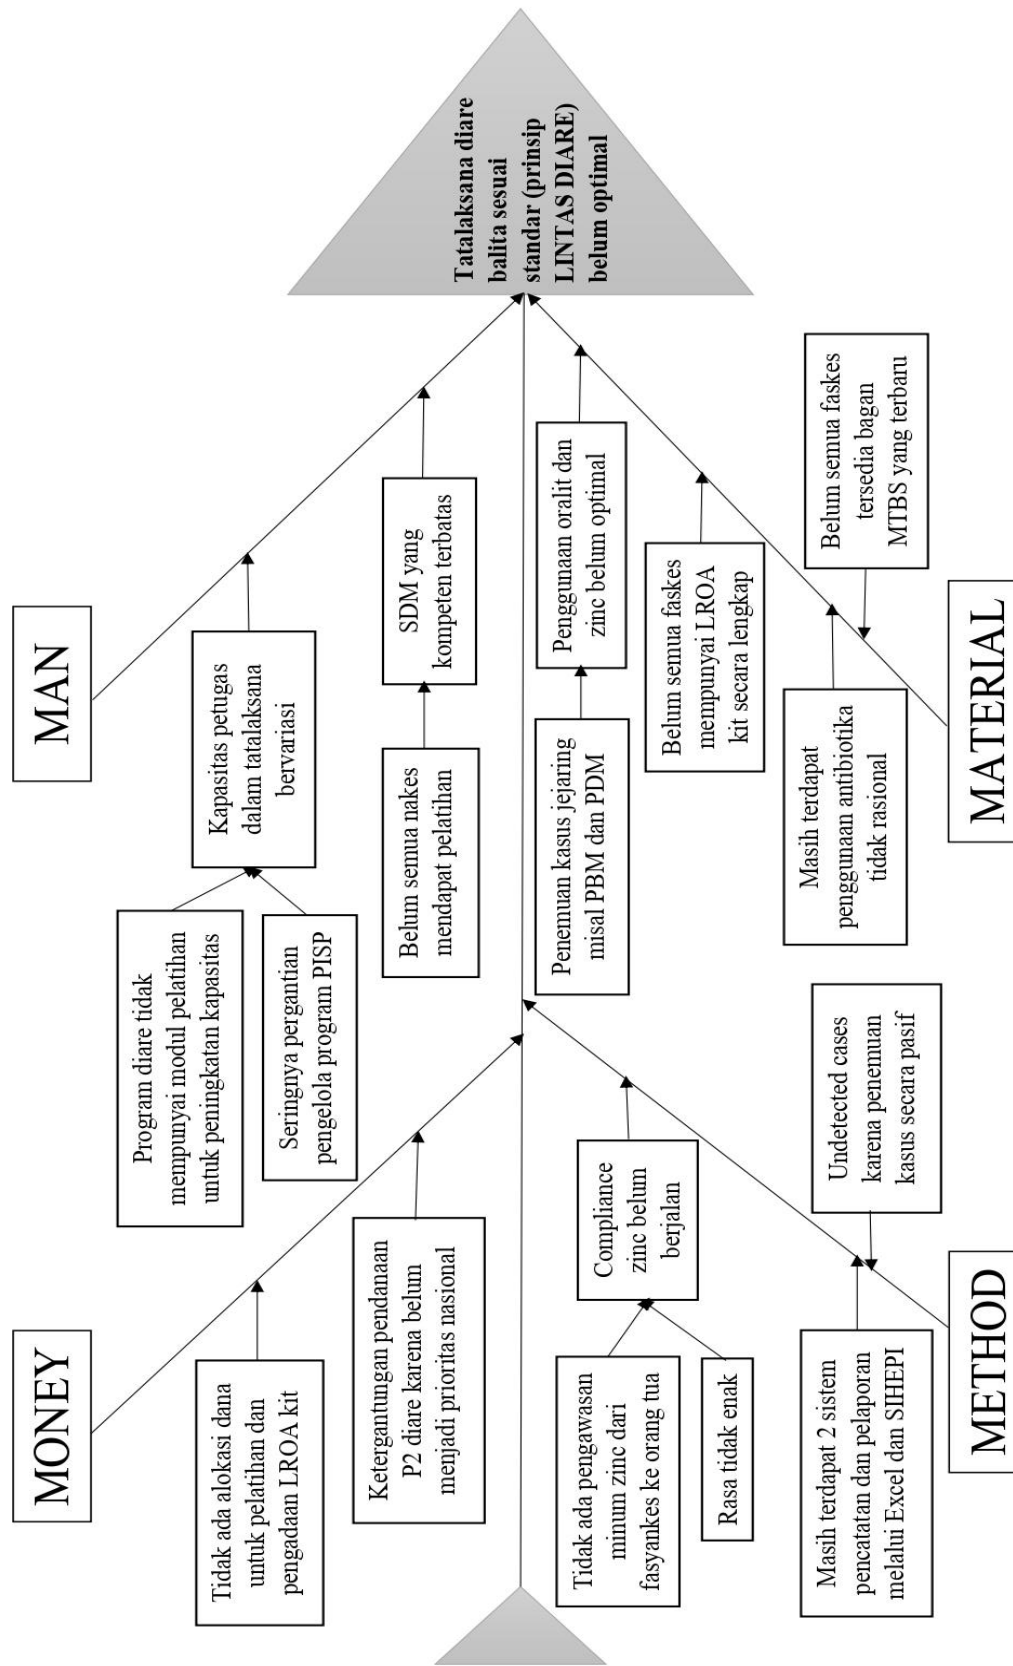 MONEY
Tidak ada alokasi dana
untuk pelatihan dan
pengadaan LROA kit
Ketergantungan pendanaan
P2 diare karena belum
menjadi prioritas nasional
MAN
Program diare tidak
mempunyai modul pelatihan
untuk peningkatan kapasitas
Seringnya pergantian
pengelola program PISP
Kapasitas petugas
dalam tatalaksana
bervariasi
Belum semua nakes
mendapat pelatihan
SDM yang
kompeten terbatas
Tatalaksana diare
balita sesuai
standar (prinsip
LINTAS DIARE)
belum optimal
Tidak ada pengawasan
minum zinc dari
fasyankes ke orang tua
Rasa tidak enak
Compliance
zinc belum
berjalan
Masih terdapat 2 sistem
pencatatan dan pelaporan
melalui Excel dan SIHEPI
Undetected cases
karena penemuan
kasus secara pasif
METHOD
Penemuan kasus jejaring
misal PBM dan PDM
Penggunaan oralit dan
zinc belum optimal
Belum semua faskes
mempunyai LROA
kit secara lengkap
Masih terdapat
penggunaan antibiotika
tidak rasional
Belum semua faskes
tersedia bagan
MTBS yang terbaru
MATERIAL